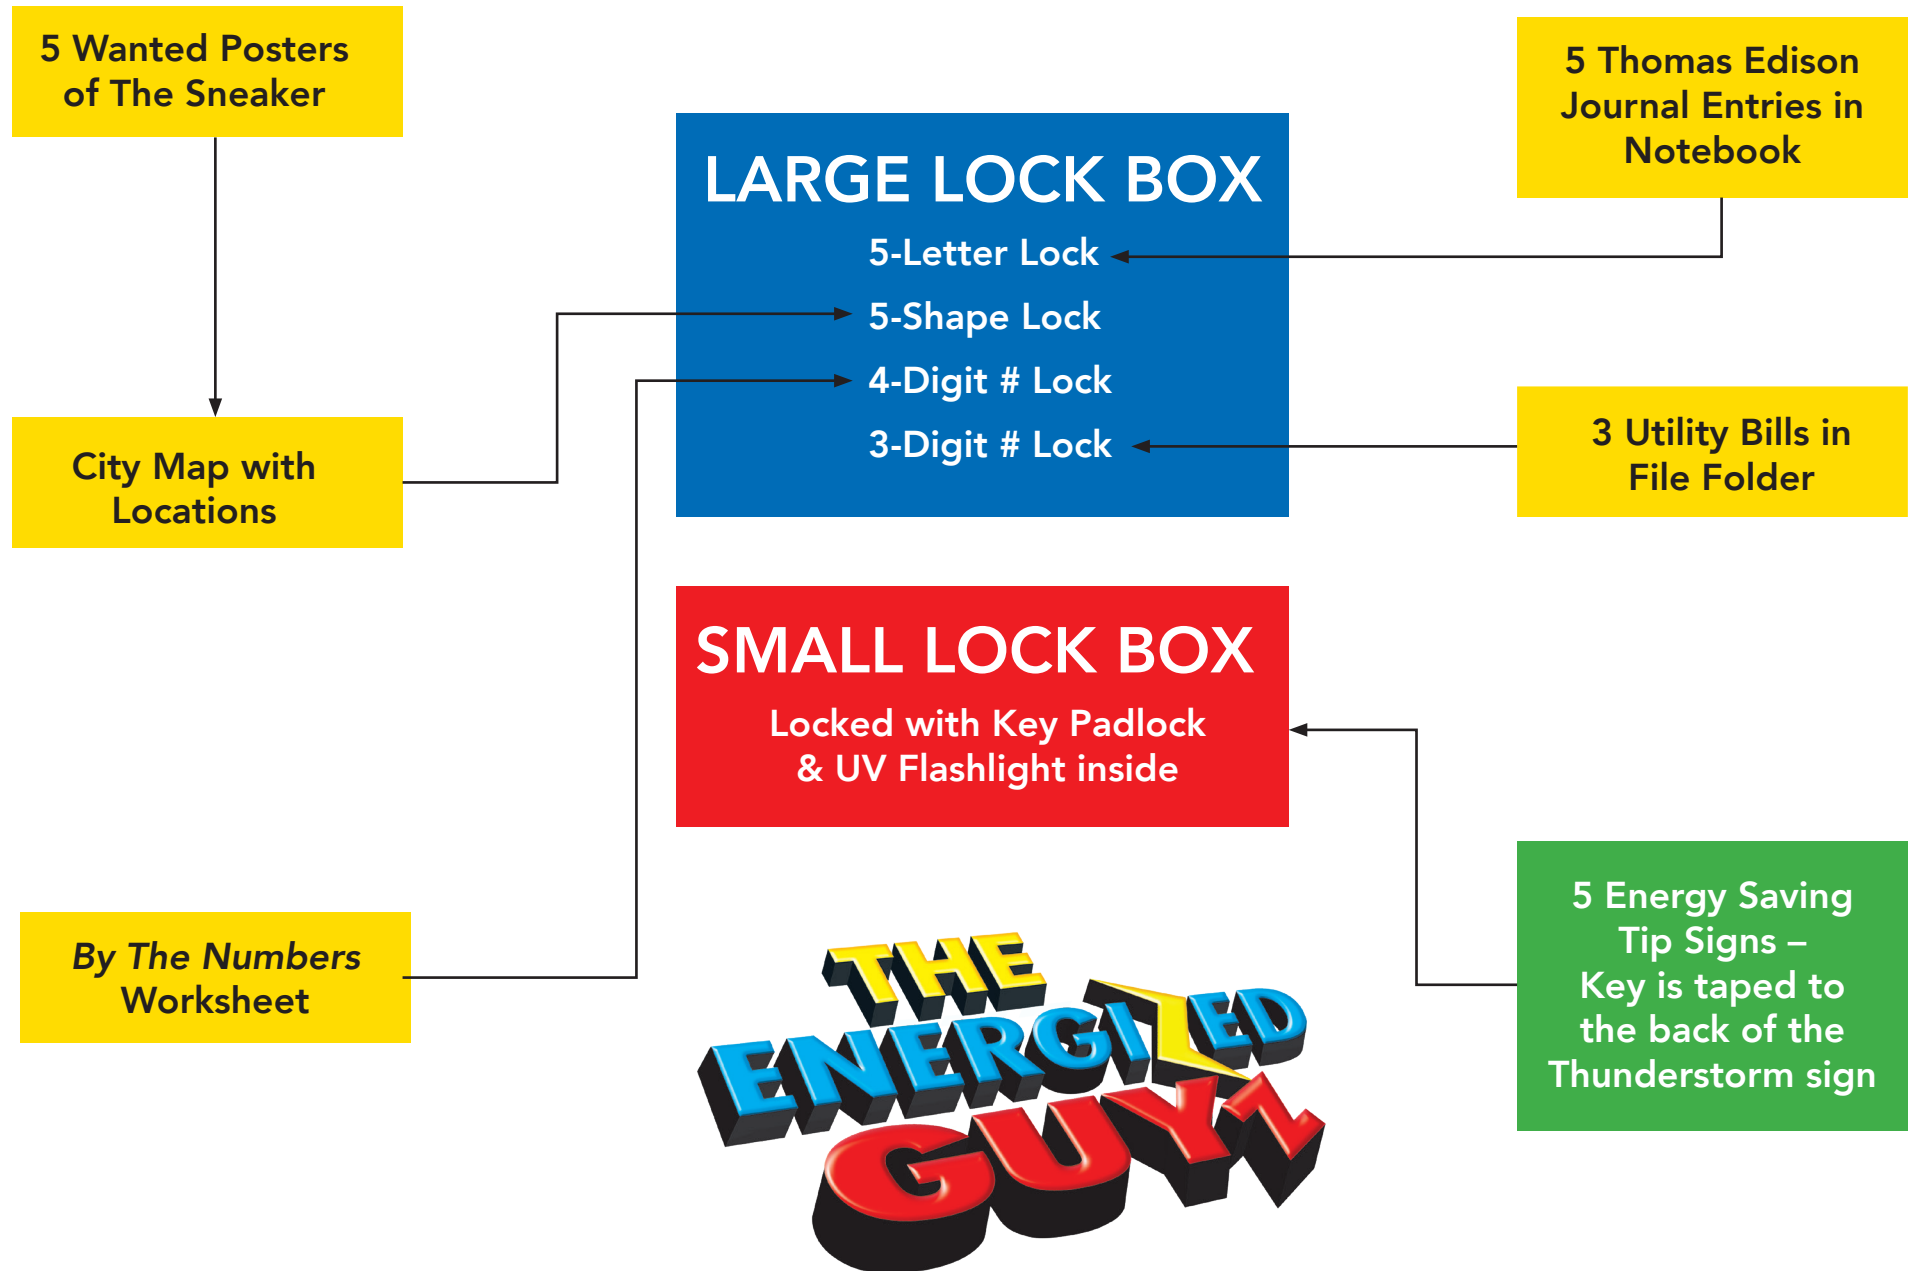 5 Wanted Posters
of The Sneaker
5 Thomas Edison
Journal Entries in
Notebook
LARGE LOCK BOX
5-Letter Lock
5-Shape Lock
4-Digit # Lock
3-Digit # Lock
City Map with
Locations
3 Utility Bills in
File Folder
SMALL LOCK BOX
Locked with Key Padlock
& UV Flashlight inside
By The Numbers
Worksheet
5 Energy Saving
Tip Signs –
Key is taped to
the back of the
Thunderstorm sign
THE
ENERGIZED
GUYZ